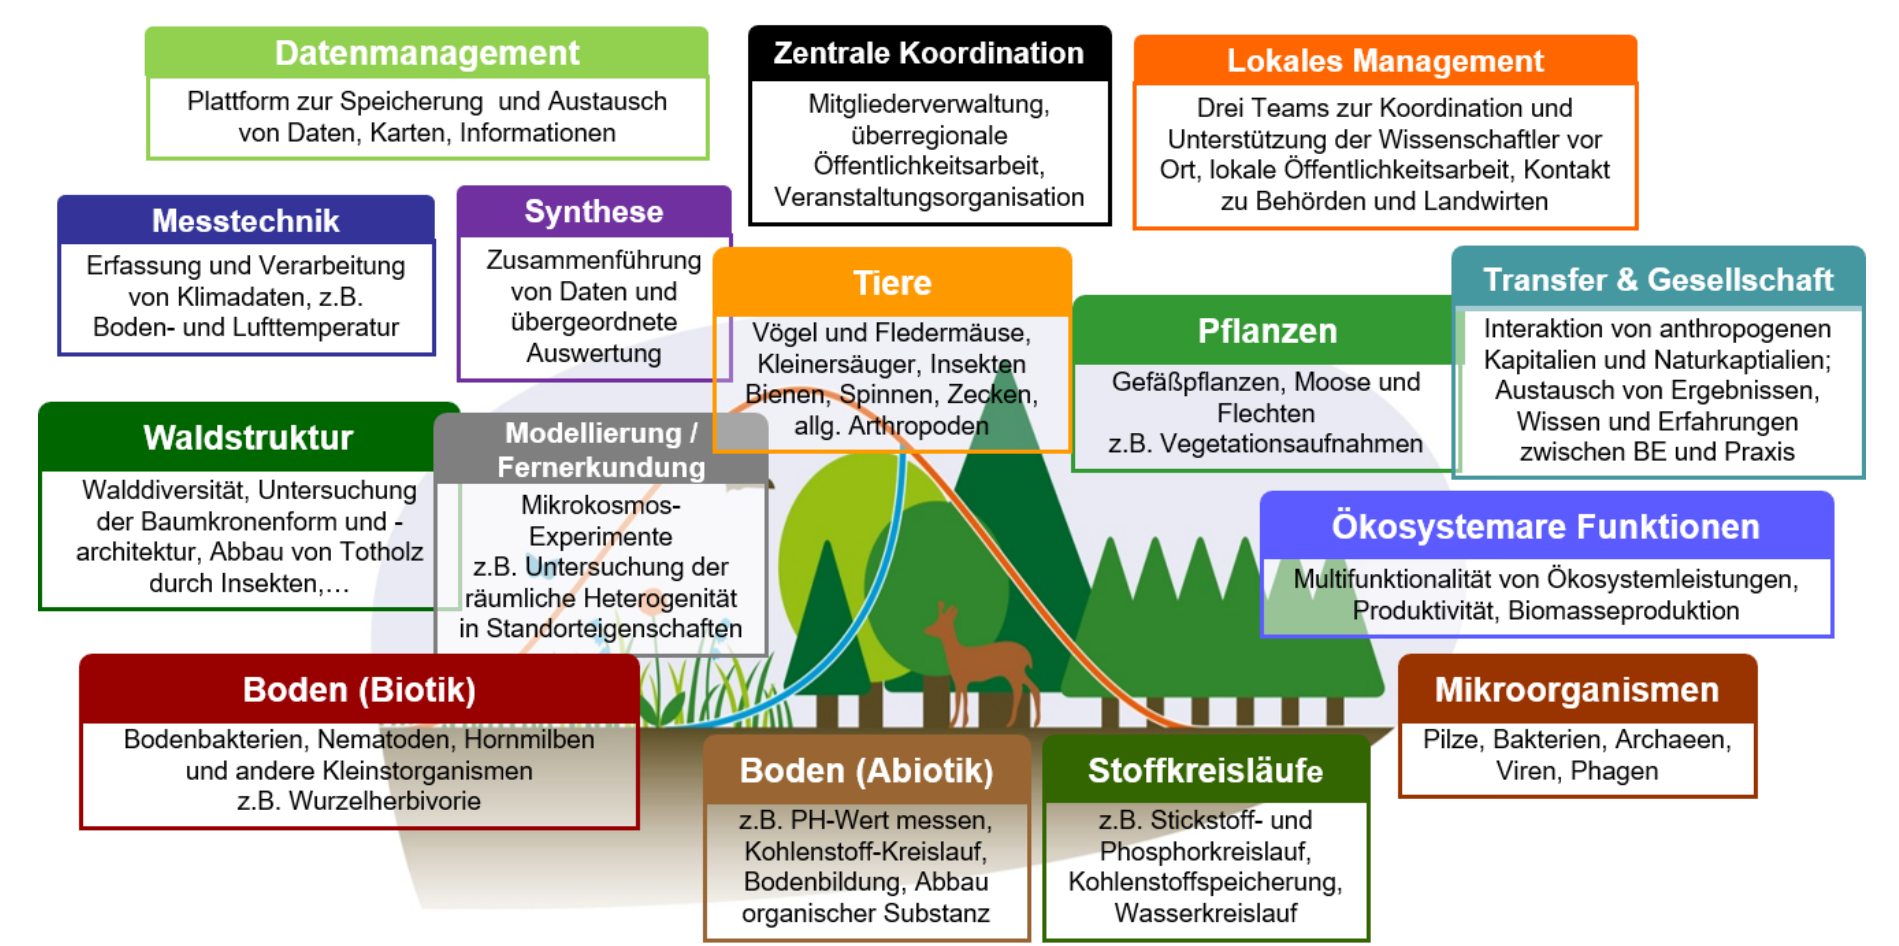 Datenmanagement
Plattform zur Speicherung  und Austausch
von Daten, Karten, Informationen
Zentrale Koordination
Mitgliederverwaltung,
überregionale
Öffentlichkeitsarbeit,
Veranstaltungsorganisation
Lokales Management
Drei Teams zur Koordination und
Unterstützung der Wissenschaftler vor
Ort, lokale Öffentlichkeitsarbeit, Kontakt
zu Behörden und Landwirten
Messtechnik
Erfassung und Verarbeitung
von Klimadaten, z.B.
Boden- und Lufttemperatur
Synthese
Zusammenführung
von Daten und
übergeordnete
Auswertung
Tiere
Vögel und Fledermäuse,
Kleinersäuger, Insekten
Bienen, Spinnen, Zecken,
allg. Arthropoden
Pflanzen
Gefäßpflanzen, Moose und
Flechten
z.B. Vegetationsaufnahmen
Transfer & Gesellschaft
Interaktion von anthropogenen
Kapitalien und Naturkaptialien;
Austausch von Ergebnissen,
Wissen und Erfahrungen
zwischen BE und Praxis
Waldstruktur
Walddiversität, Untersuchung
der Baumkronenform und -
architektur, Abbau von Totholz
durch Insekten,…
Modellierung /
Fernerkundung
Mikrokosmos-
Experimente
z.B. Untersuchung der
räumliche Heterogenität
in Standorteigenschaften
Ökosystemare Funktionen
Multifunktionalität von Ökosystemleistungen,
Produktivität, Biomasseproduktion
Boden (Biotik)
Bodenbakterien, Nematoden, Hornmilben
und andere Kleinstorganismen
z.B. Wurzelherbivorie
Boden (Abiotik)
z.B. PH-Wert messen,
Kohlenstoff-Kreislauf,
Bodenbildung, Abbau
organischer Substanz
Stoffkreisläufe
z.B. Stickstoff- und
Phosphorkreislauf,
Kohlenstoffspeicherung,
Wasserkreislauf
Mikroorganismen
Pilze, Bakterien, Archaeen,
Viren, Phagen